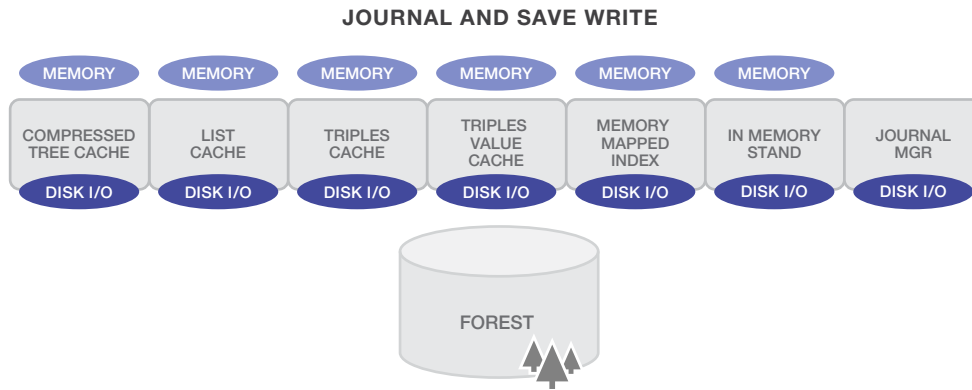 JOURNAL AND SAVE WRITE
MEMORY MEMORY MEMORY MEMORY MEMORY MEMORY
COMPRESSED
TREE CACHE
LIST
CACHE
TRIPLES
CACHE
TRIPLES
VALUE
CACHE
MEMORY
MAPPED
INDEX
IN MEMORY
STAND
JOURNAL
MGR
DISK I/O DISK I/O DISK I/O DISK I/O DISK I/O DISK I/O DISK I/O
FOREST